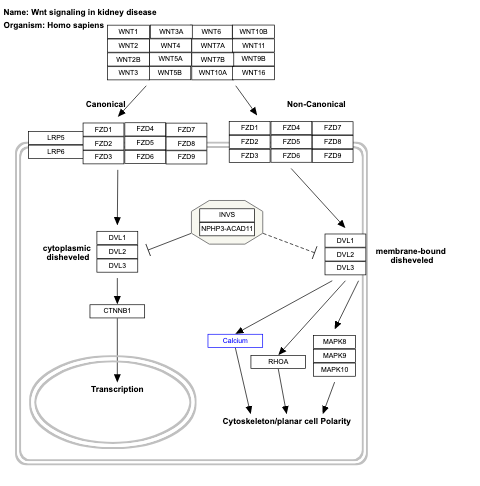 Name: Wnt signaling in kidney disease
Organism: Homo sapiens
WNT1 WNT3A WNT6 WNT10B
WNT2 WNT4 WNT7A WNT11
WNT2B WNT5A WNT7B WNT9B
WNT3 WNT5B WNT10A WNT16
Canonical
Non-Canonical
LRP5
LRP6
FZD1 FZD4 FZD7
FZD2 FZD5 FZD8
FZD3 FZD6 FZD9
FZD1 FZD4 FZD7
FZD2 FZD5 FZD8
FZD3 FZD6 FZD9
INVS
NPHP3-ACAD11
cytoplasmic
disheveled
DVL1
DVL2
DVL3
DVL1
DVL2
DVL3
membrane-bound
disheveled
CTNNB1
Calcium
RHOA
MAPK8
MAPK9
MAPK10
Transcription
Cytoskeleton/planar cell Polarity